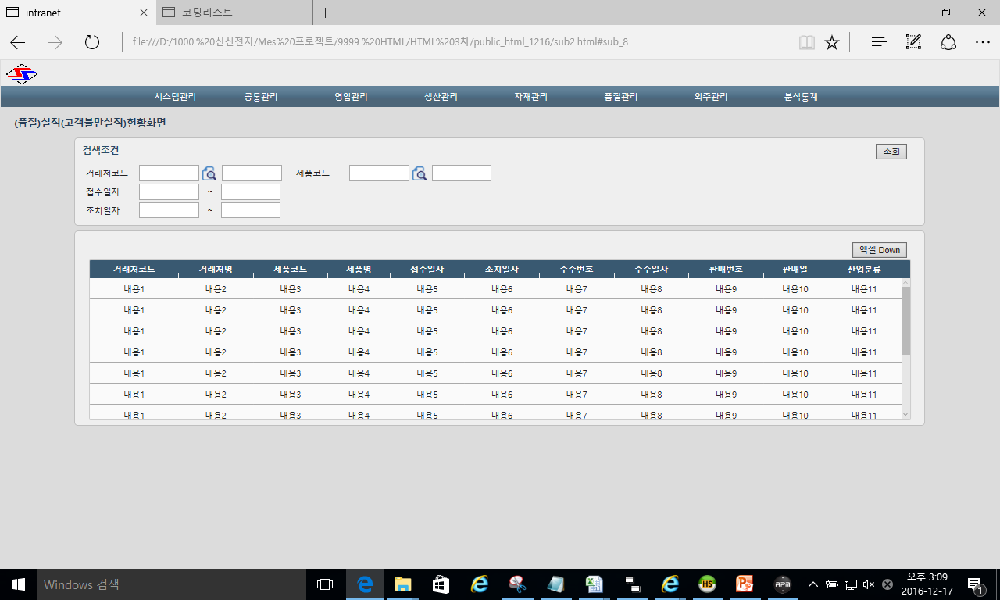 intranet 코딩리스트
file:///D:/1000.%20신신전자/Mes%20프로젝트/9999.%20HTML/HTML%203차/public_html_1216/sub2.html#sub_8
시스템관리 공통관리 영업관리 생산관리 자재관리 품질관리 외주관리 분석통계
(품질)실적(고객불만실적)현황화면
검색조건 조회
거래처코드 제품코드
접수일자 ~
조치일자 ~
엑셀 Down
거래처코드 거래처명 제품코드 제품명 접수일자 조치일자 수주번호 수주일자 판매번호 판매일 산업분류
내용1 내용2 내용3 내용4 내용5 내용6 내용7 내용8 내용9 내용10 내용11
내용1 내용2 내용3 내용4 내용5 내용6 내용7 내용8 내용9 내용10 내용11
내용1 내용2 내용3 내용4 내용5 내용6 내용7 내용8 내용9 내용10 내용11
내용1 내용2 내용3 내용4 내용5 내용6 내용7 내용8 내용9 내용10 내용11
내용1 내용2 내용3 내용4 내용5 내용6 내용7 내용8 내용9 내용10 내용11
내용1 내용2 내용3 내용4 내용5 내용6 내용7 내용8 내용9 내용10 내용11
내용1 내용2 내용3 내용4 내용5 내용6 내용7 내용8 내용9 내용10 내용11
Windows 검색 HS APM 오후 3:09
2016-12-17 1